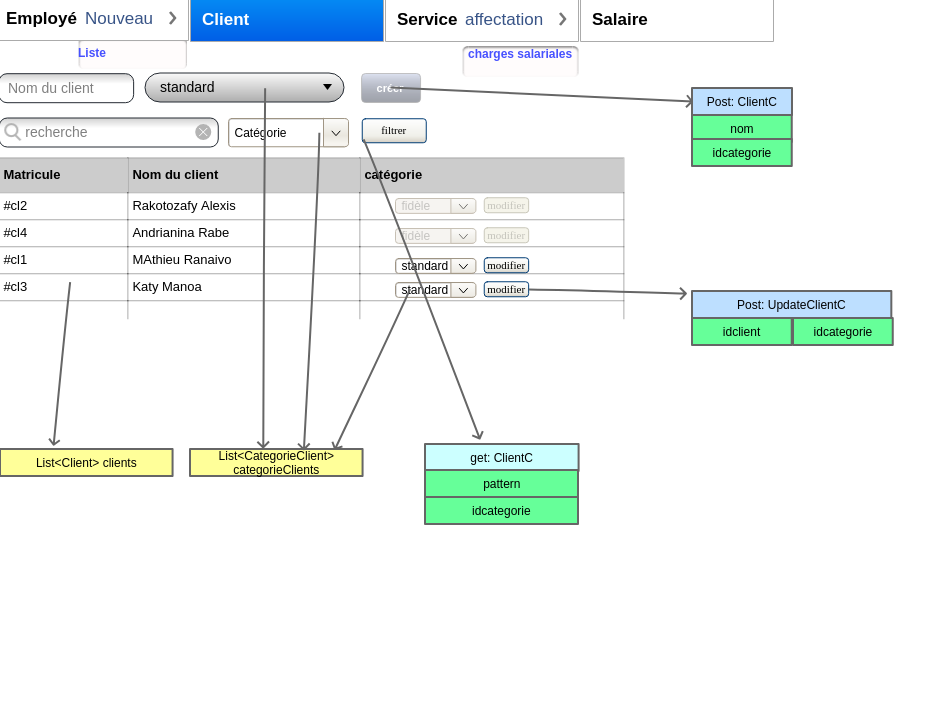 Employé Nouveau Client Service affectation Salaire
Liste charges salariales
Nom du client standard créer
Post: ClientC
nom
idcategorie
recherche Catégorie filtrer
Matricule Nom du client catégorie
#cl2 Rakotozafy Alexis fidèle modifier
#cl4 Andrianina Rabe fidèle modifier
#cl1 MAthieu Ranaivo standard modifier
#cl3 Katy Manoa standard modifier
Post: UpdateClientC
idclient idcategorie
List<Client> clients
List<CategorieClient>
categorieClients
get: ClientC
pattern
idcategorie